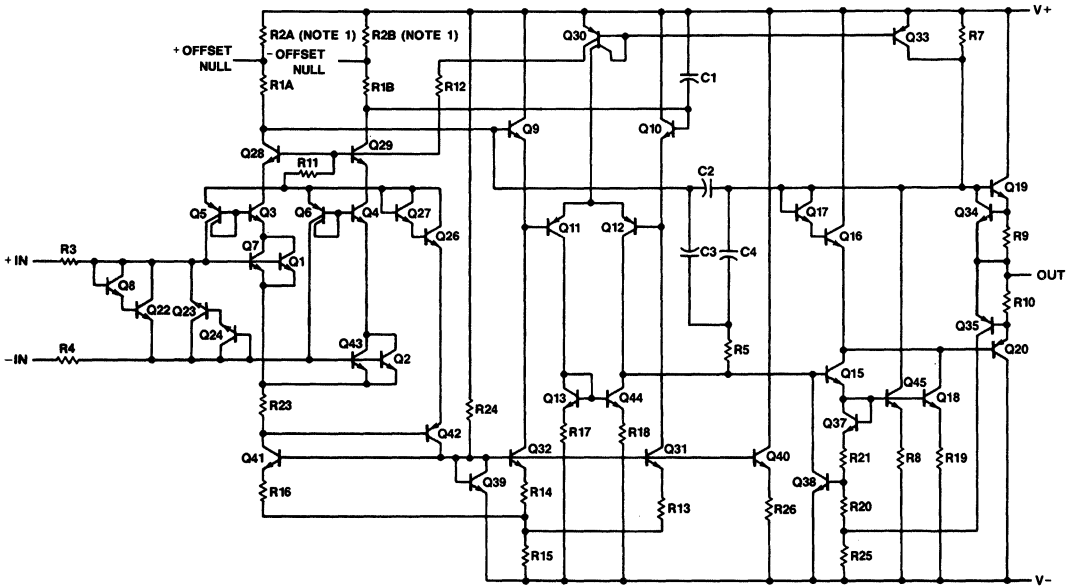 V+
R2A (NOTE 1)
R2B (NOTE 1)
Q30
Q33
R7
+ OFFSET
NULL
- OFFSET
NULL
R1A
R1B
R12
C1
Q9
Q10
Q28
Q29
R11
C2
Q5
Q3
Q6
Q4
Q27
Q26
Q17
Q19
Q34
Q11
Q12
Q16
R9
Q7
Q1
C3
C4
R3
+IN
OUT
Q8
Q22
Q23
Q24
R10
Q35
Q20
R4
-IN
Q43
Q2
R5
Q15
Q45
Q18
R23
R24
Q13
Q44
Q37
Q42
R17
R18
Q41
Q32
Q31
Q40
R21
R8
R19
Q39
Q38
R16
R14
R13
R26
R20
R15
R25
V-